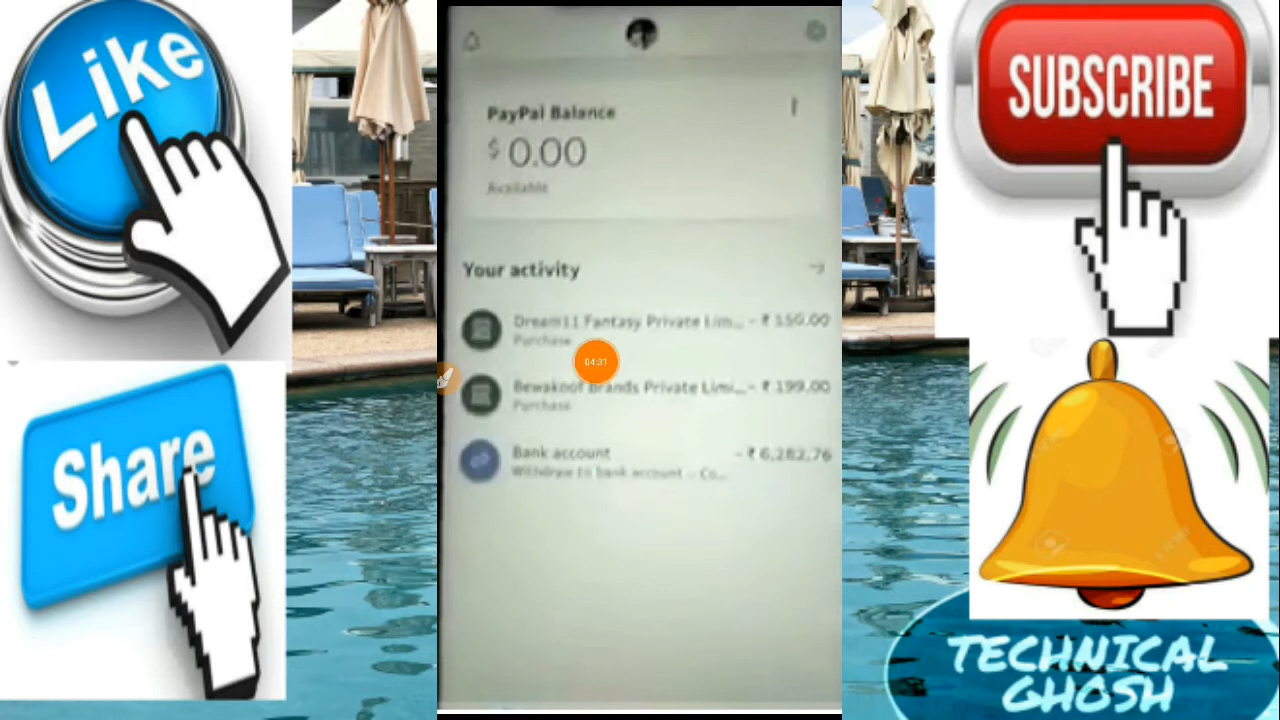 Like
SUBSCRIBE
PayPal Balance
$ 0.00
Available
Your activity
Dream11 Fantasy Private Lim... - ₹ 150.00
Purchase
04:31
Bewakoof Brands Private Limi... - ₹ 199.00
Purchase
Bank account - ₹ 6,282.76
Withdraw to bank account .. Co...
Share
TECHNICAL
GHOSH